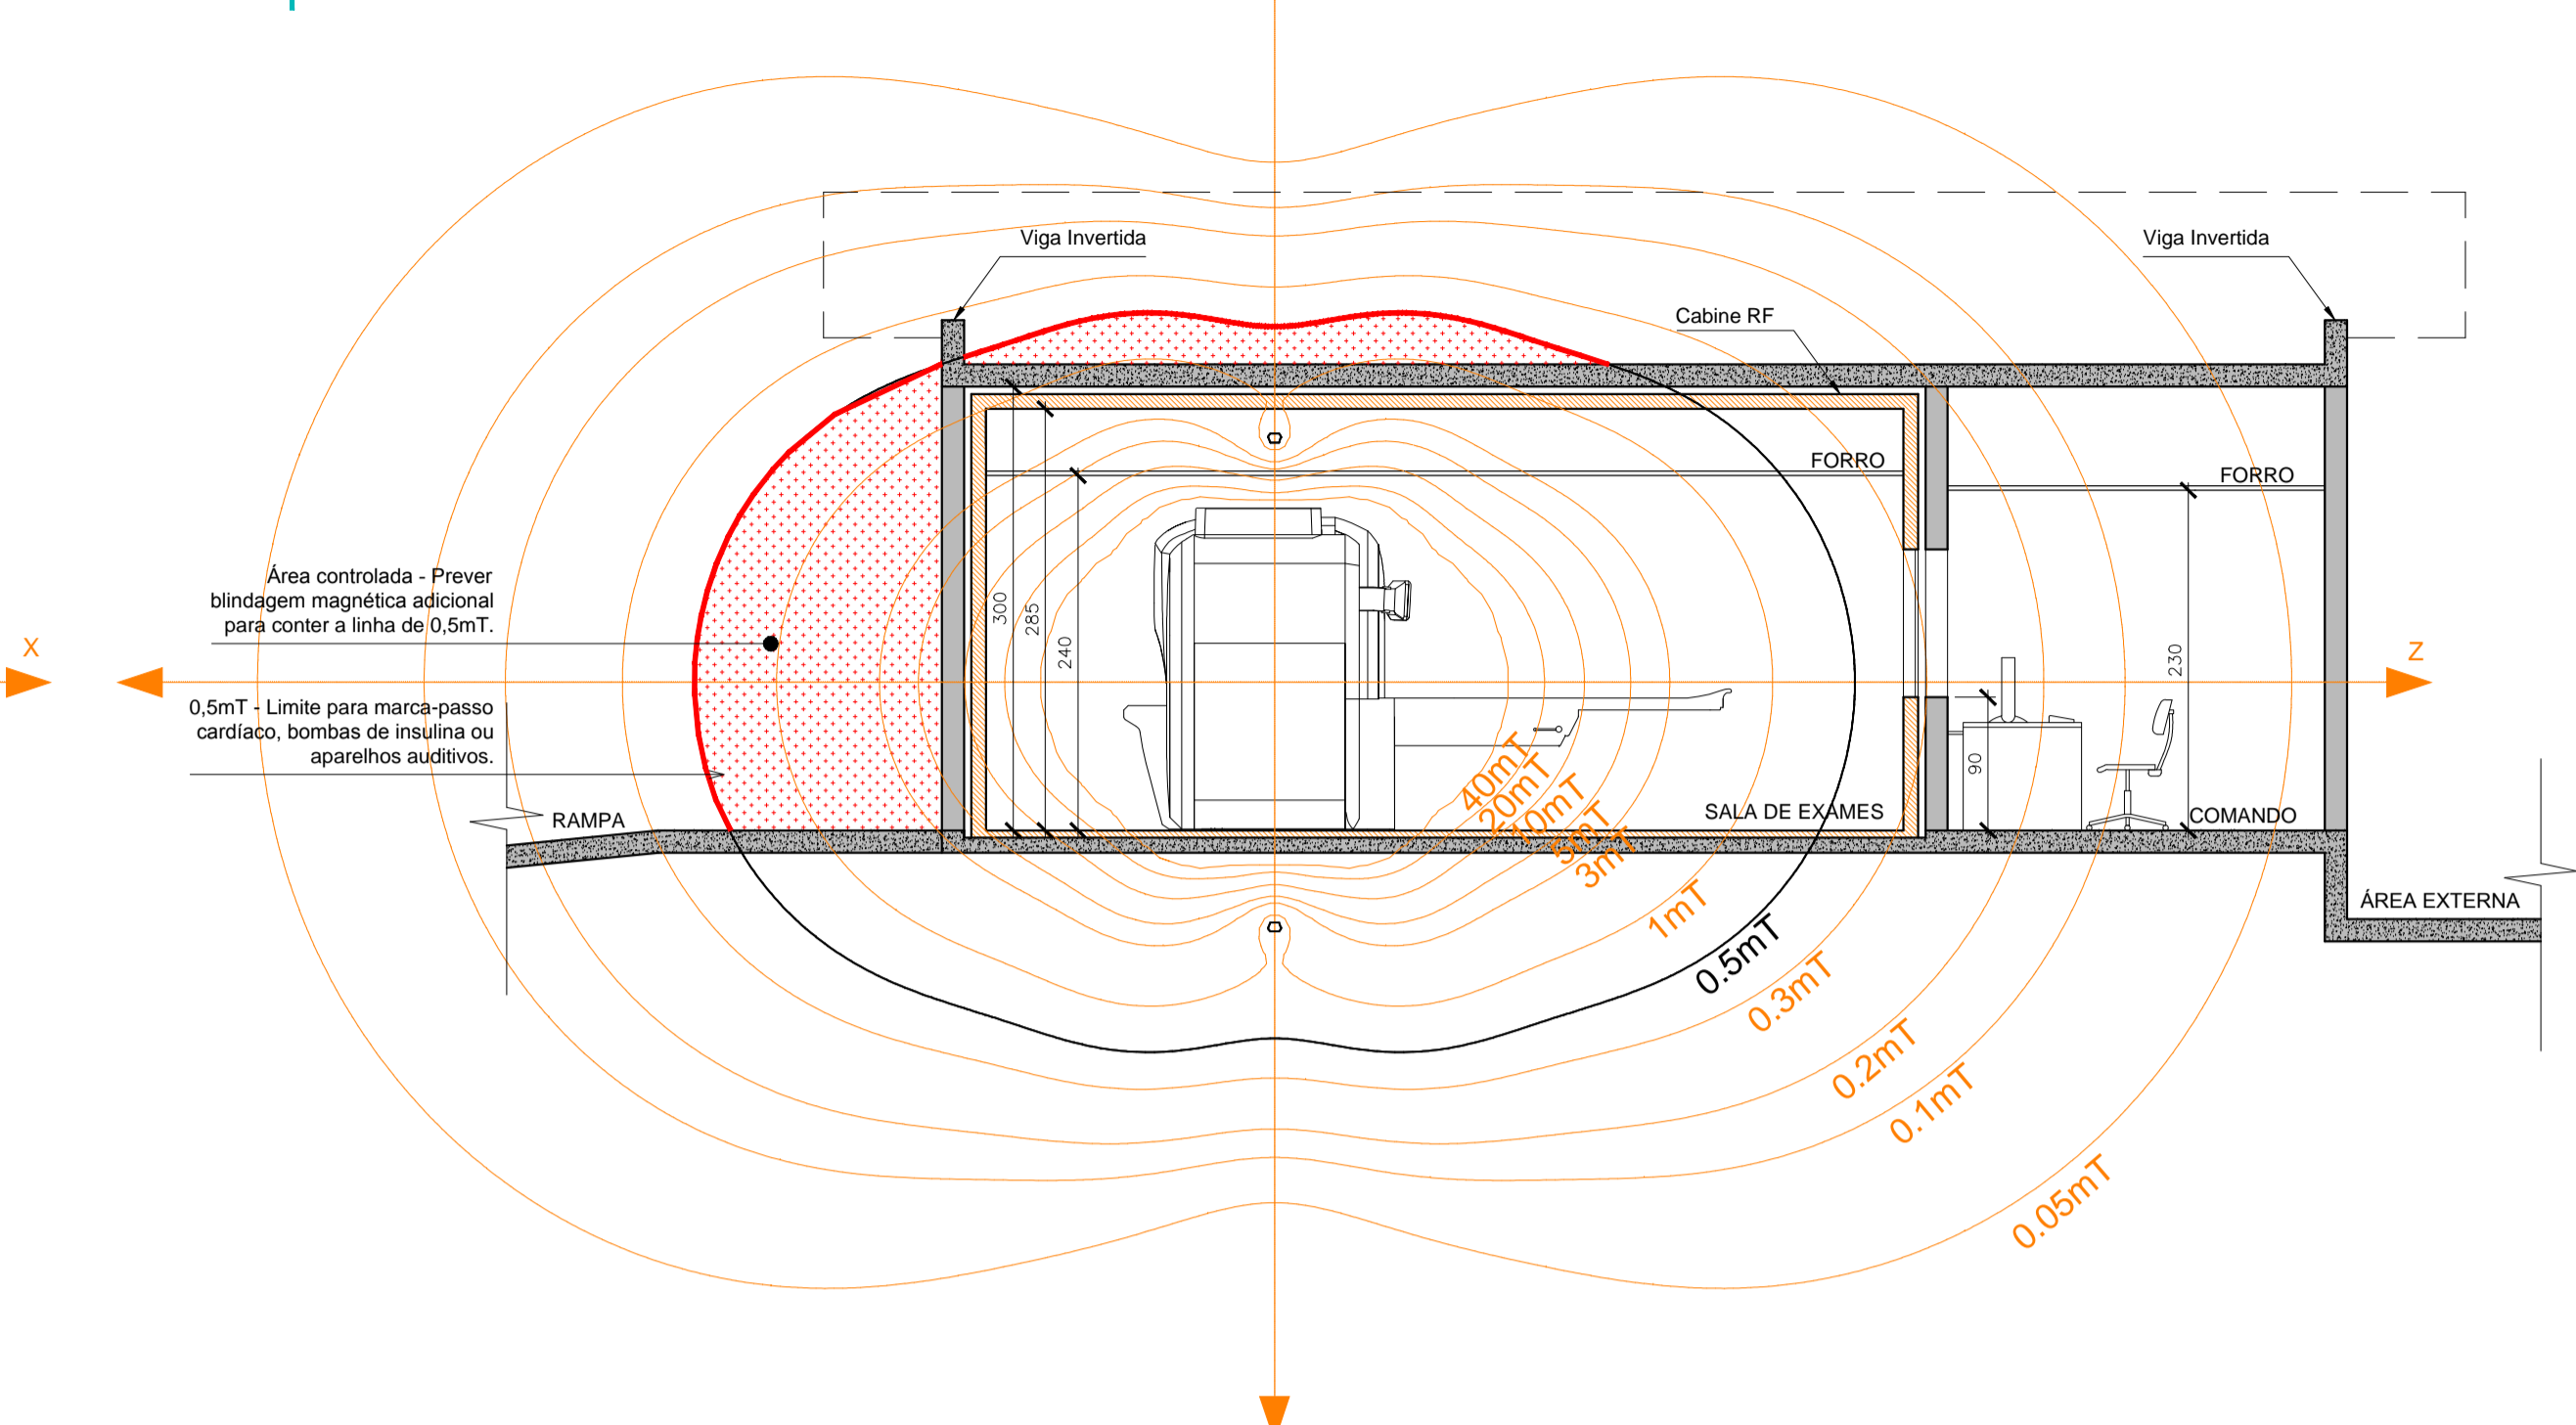 Viga Invertida
Viga Invertida
Cabine RF
FORRO
FORRO
Área controlada - Prever
blindagem magnética adicional
para conter a linha de 0,5mT.
300
285
240
230
X
Z
0,5mT - Limite para marca-passo
cardíaco, bombas de insulina ou
aparelhos auditivos.
90
RAMPA
SALA DE EXAMES
COMANDO
ÁREA EXTERNA
40mT
20mT
10mT
5mT
3mT
1mT
0.5mT
0.3mT
0.2mT
0.1mT
0.05mT